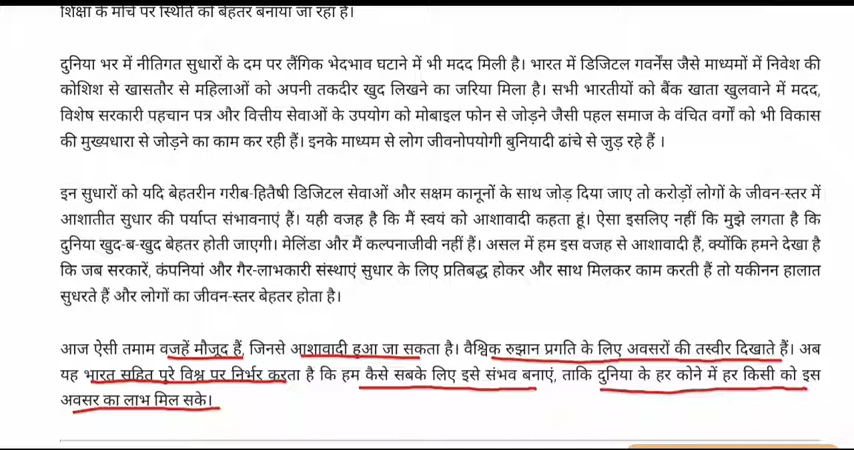 शिक्षा के मोर्चे पर स्थिति को बेहतर बनाया जा रहा है।
दुनिया भर में नीतिगत सुधारों के दम पर लैंगिक भेदभाव घटाने में भी मदद मिली है। भारत में डिजिटल गवर्नेंस जैसे माध्यमों में निवेश की
कोशिश से खासतौर से महिलाओं को अपनी तकदीर खुद लिखने का जरिया मिला है। सभी भारतीयों को बैंक खाता खुलवाने में मदद,
विशेष सरकारी पहचान पत्र और वित्तीय सेवाओं के उपयोग को मोबाइल फोन से जोड़ने जैसी पहल समाज के वंचित वर्गों को भी विकास
की मुख्यधारा से जोड़ने का काम कर रही हैं। इनके माध्यम से लोग जीवनोपयोगी बुनियादी ढांचे से जुड़ रहे हैं ।
इन सुधारों को यदि बेहतरीन गरीब-हितैषी डिजिटल सेवाओं और सक्षम कानूनों के साथ जोड़ दिया जाए तो करोड़ों लोगों के जीवन-स्तर में
आशातीत सुधार की पर्याप्त संभावनाएं हैं। यही वजह है कि मैं स्वयं को आशावादी कहता हूं। ऐसा इसलिए नहीं कि मुझे लगता है कि
दुनिया खुद-ब-खुद बेहतर होती जाएगी। मेलिंडा और मैं कल्पनाजीवी नहीं हैं। असल में हम इस वजह से आशावादी हैं, क्योंकि हमने देखा है
कि जब सरकारें, कंपनियां और गैर-लाभकारी संस्थाएं सुधार के लिए प्रतिबद्ध होकर और साथ मिलकर काम करती हैं तो यकीनन हालात
सुधरते हैं और लोगों का जीवन-स्तर बेहतर होता है।
आज ऐसी तमाम वजहें मौजूद हैं, जिनसे आशावादी हुआ जा सकता है। वैश्विक रुझान प्रगति के लिए अवसरों की तस्वीर दिखाते हैं। अब
यह भारत सहित पूरे विश्व पर निर्भर करता है कि हम कैसे सबके लिए इसे संभव बनाएं, ताकि दुनिया के हर कोने में हर किसी को इस
अवसर का लाभ मिल सके।